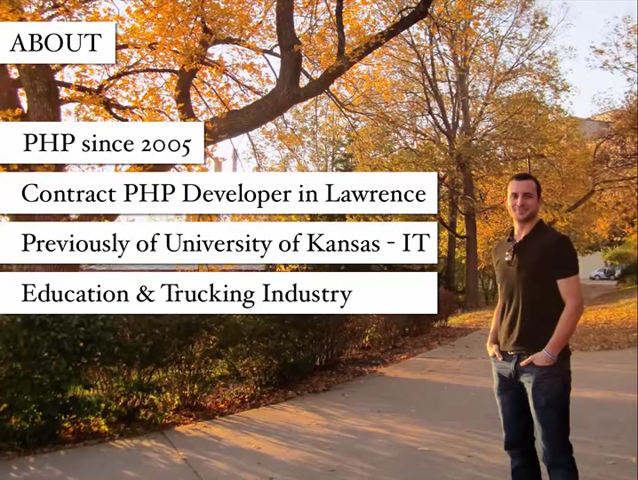 ABOUT
PHP since 2005
Contract PHP Developer in Lawrence
Previously of University of Kansas - IT
Education & Trucking Industry